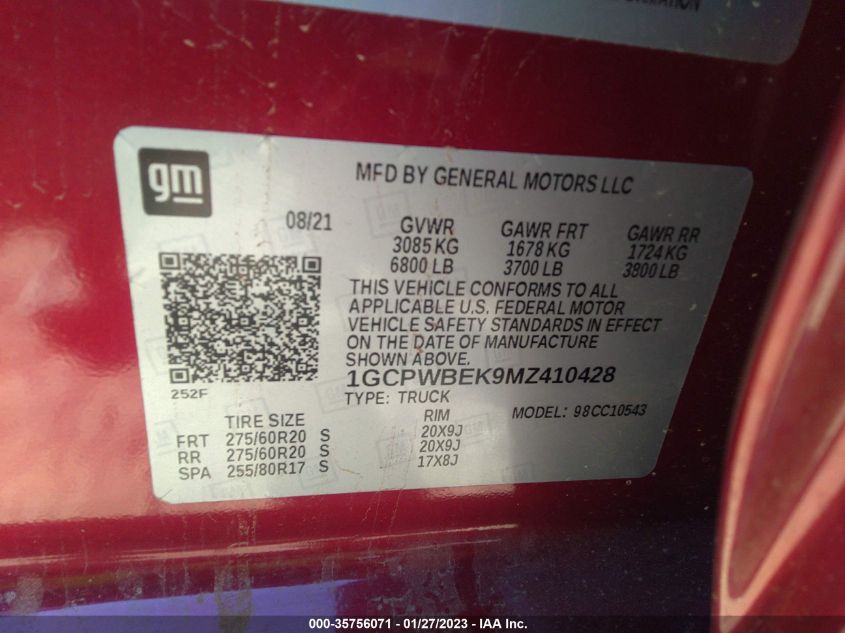 gm
MFD BY GENERAL MOTORS LLC
08/21 GVWR GAWR FRT GAWR RR
3085 KG 1678 KG 1724 KG
6800 LB 3700 LB 3800 LB
THIS VEHICLE CONFORMS TO ALL
APPLICABLE U.S. FEDERAL MOTOR
VEHICLE SAFETY STANDARDS IN EFFECT
ON THE DATE OF MANUFACTURE
SHOWN ABOVE.
252F
1GCPWBEK9MZ410428
TYPE: TRUCK MODEL: 98CC10543
TIRE SIZE RIM
FRT 275/60R20 S 20X9J
RR 275/60R20 S 20X9J
SPA 255/80R17 S 17X8J
000-35756071 — 01/27/2023 — IAA Inc.